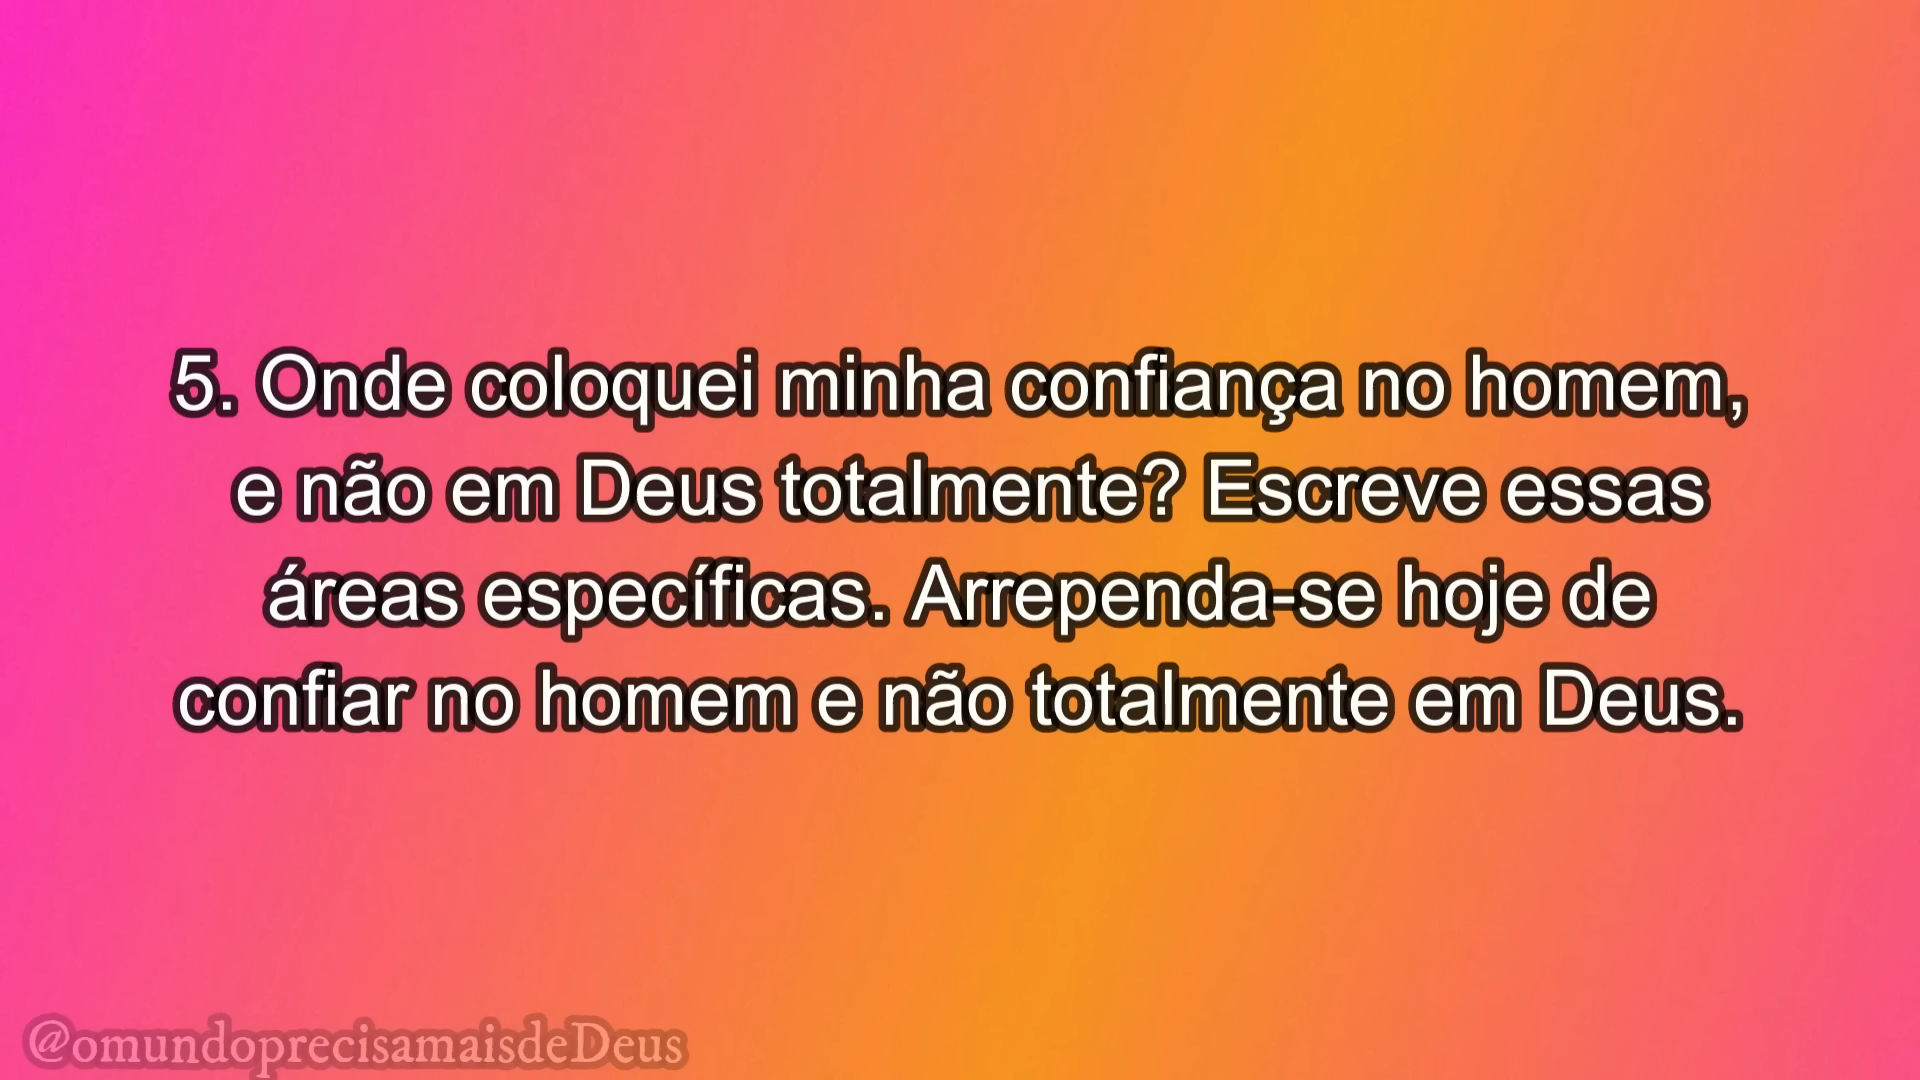 5. Onde coloquei minha confiança no homem,
e não em Deus totalmente? Escreve essas
áreas específicas. Arrependa-se hoje de
confiar no homem e não totalmente em Deus.
@omundoprecisamaisdeDeus